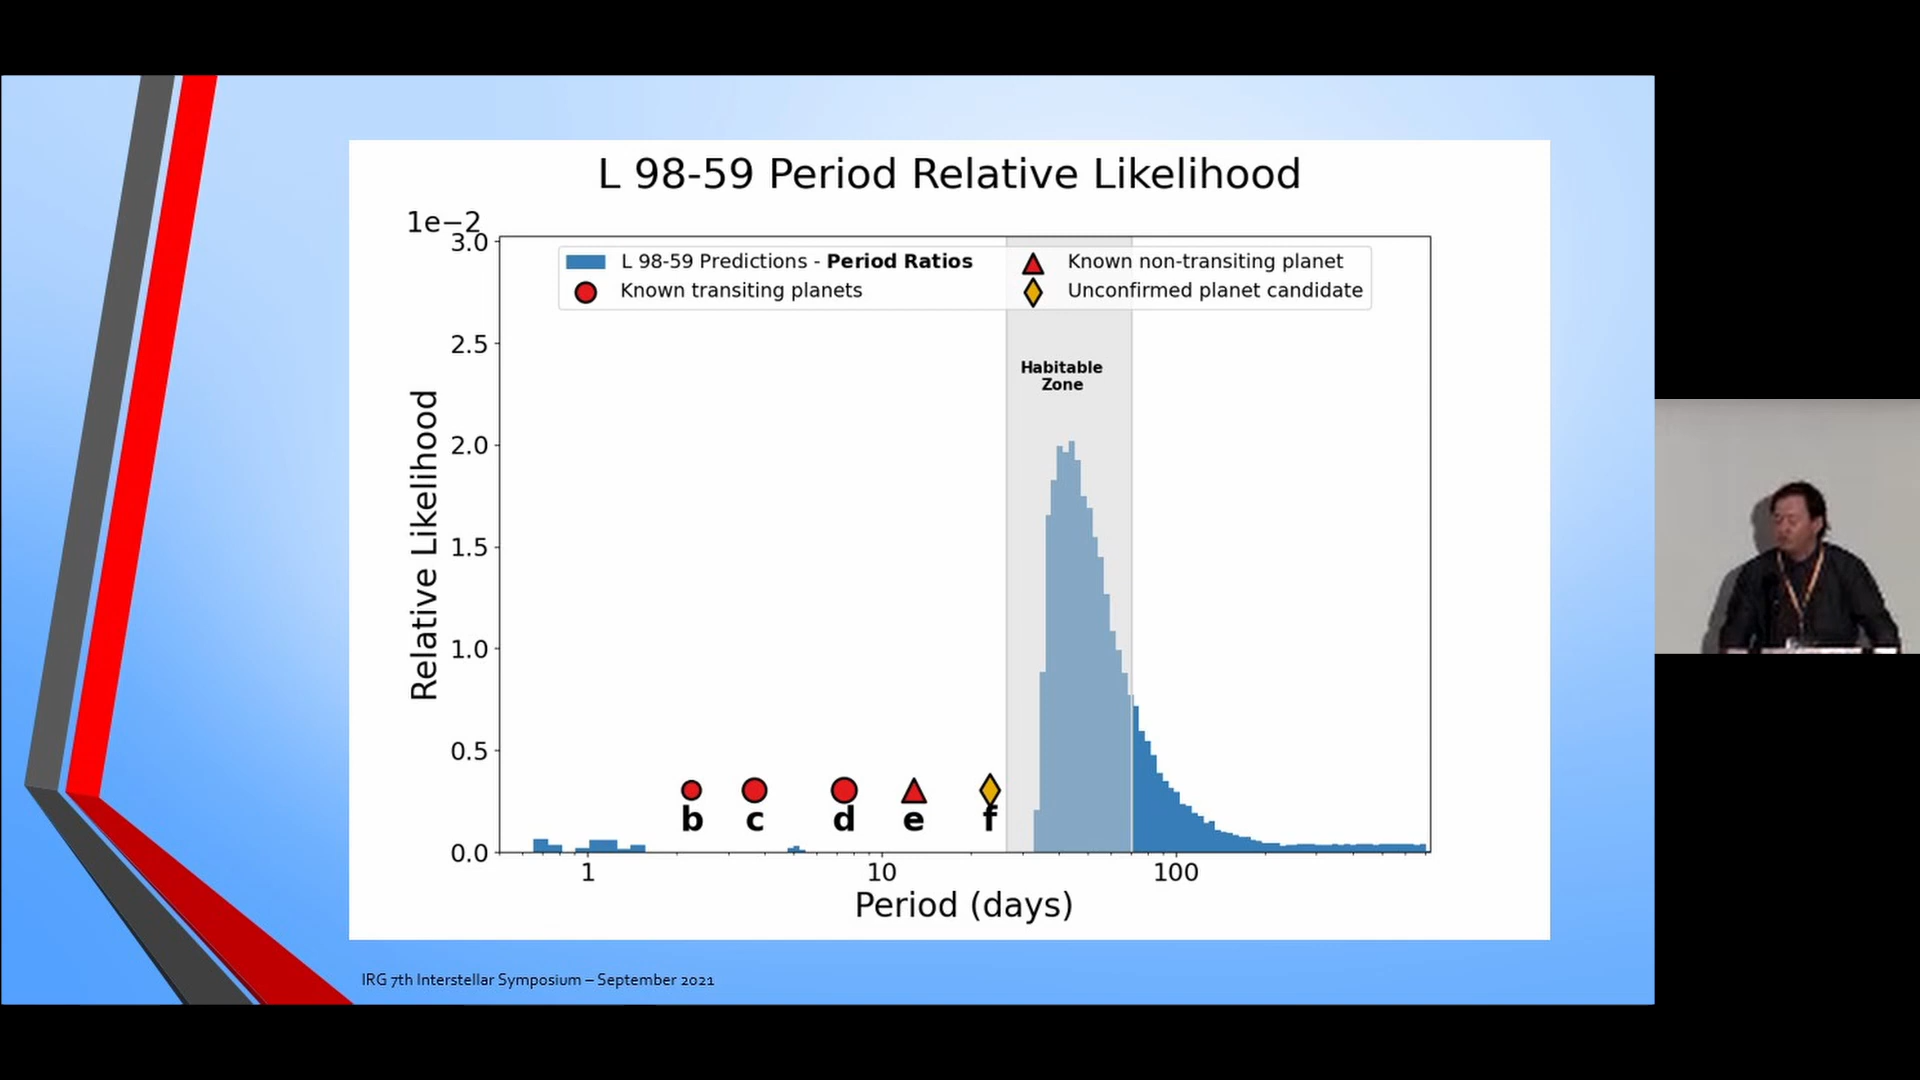 L 98-59 Period Relative Likelihood
1e−2
3.0
2.5
2.0
1.5
1.0
0.5
0.0
Relative Likelihood
L 98-59 Predictions - Period Ratios
Known transiting planets
Known non-transiting planet
Unconfirmed planet candidate
Habitable
Zone
b c d e f
1 10 100
Period (days)
IRG 7th Interstellar Symposium – September 2021